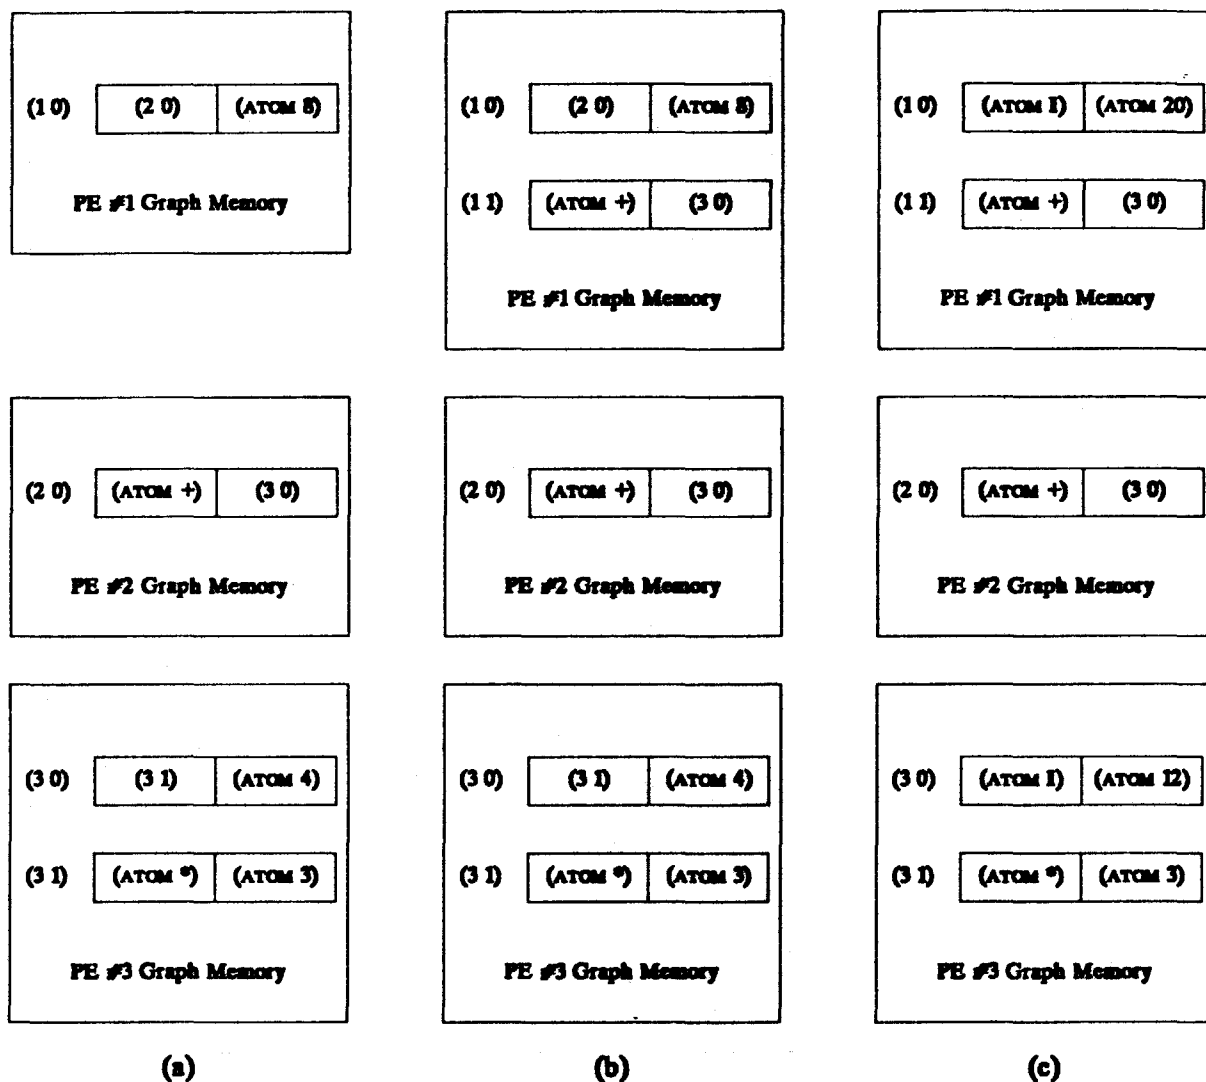 (1 0) (2 0) (ATOM 8)
PE #1 Graph Memory
(2 0) (ATOM +) (3 0)
PE #2 Graph Memory
(3 0) (3 1) (ATOM 4)
(3 1) (ATOM *) (ATOM 3)
PE #3 Graph Memory
(a)
(1 0) (2 0) (ATOM 8)
(1 1) (ATOM +) (3 0)
PE #1 Graph Memory
(2 0) (ATOM +) (3 0)
PE #2 Graph Memory
(3 0) (3 1) (ATOM 4)
(3 1) (ATOM *) (ATOM 3)
PE #3 Graph Memory
(b)
(1 0) (ATOM I) (ATOM 20)
(1 1) (ATOM +) (3 0)
PE #1 Graph Memory
(2 0) (ATOM +) (3 0)
PE #2 Graph Memory
(3 0) (ATOM I) (ATOM 12)
(3 1) (ATOM *) (ATOM 3)
PE #3 Graph Memory
(c)